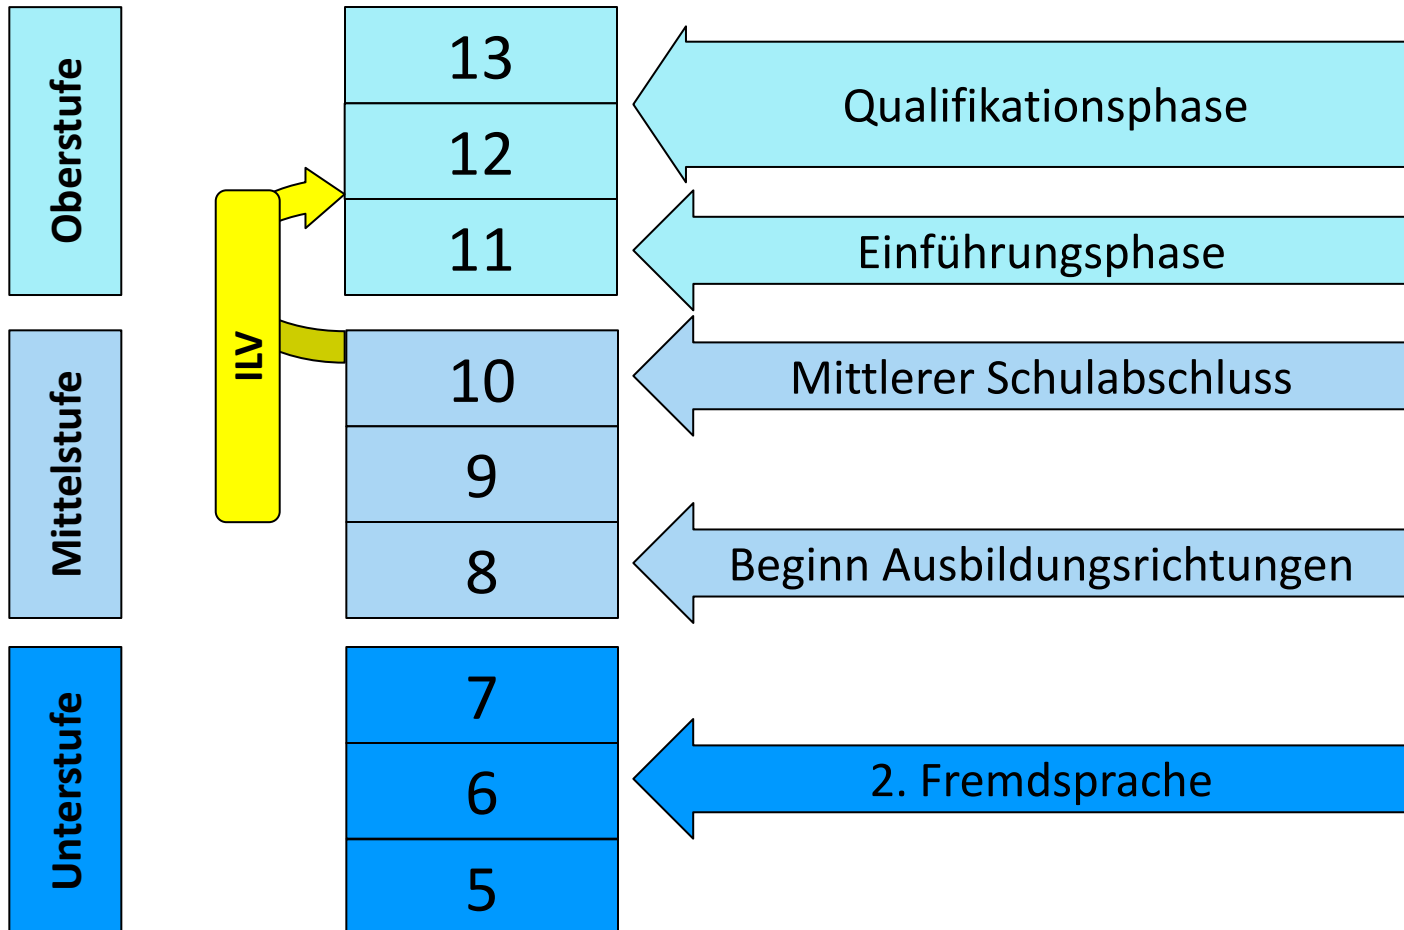 Oberstufe
13
12
11
Qualifikationsphase
Einführungsphase
ILV
Mittelstufe
10
9
8
Mittlerer Schulabschluss
Beginn Ausbildungsrichtungen
Unterstufe
7
6
5
2. Fremdsprache